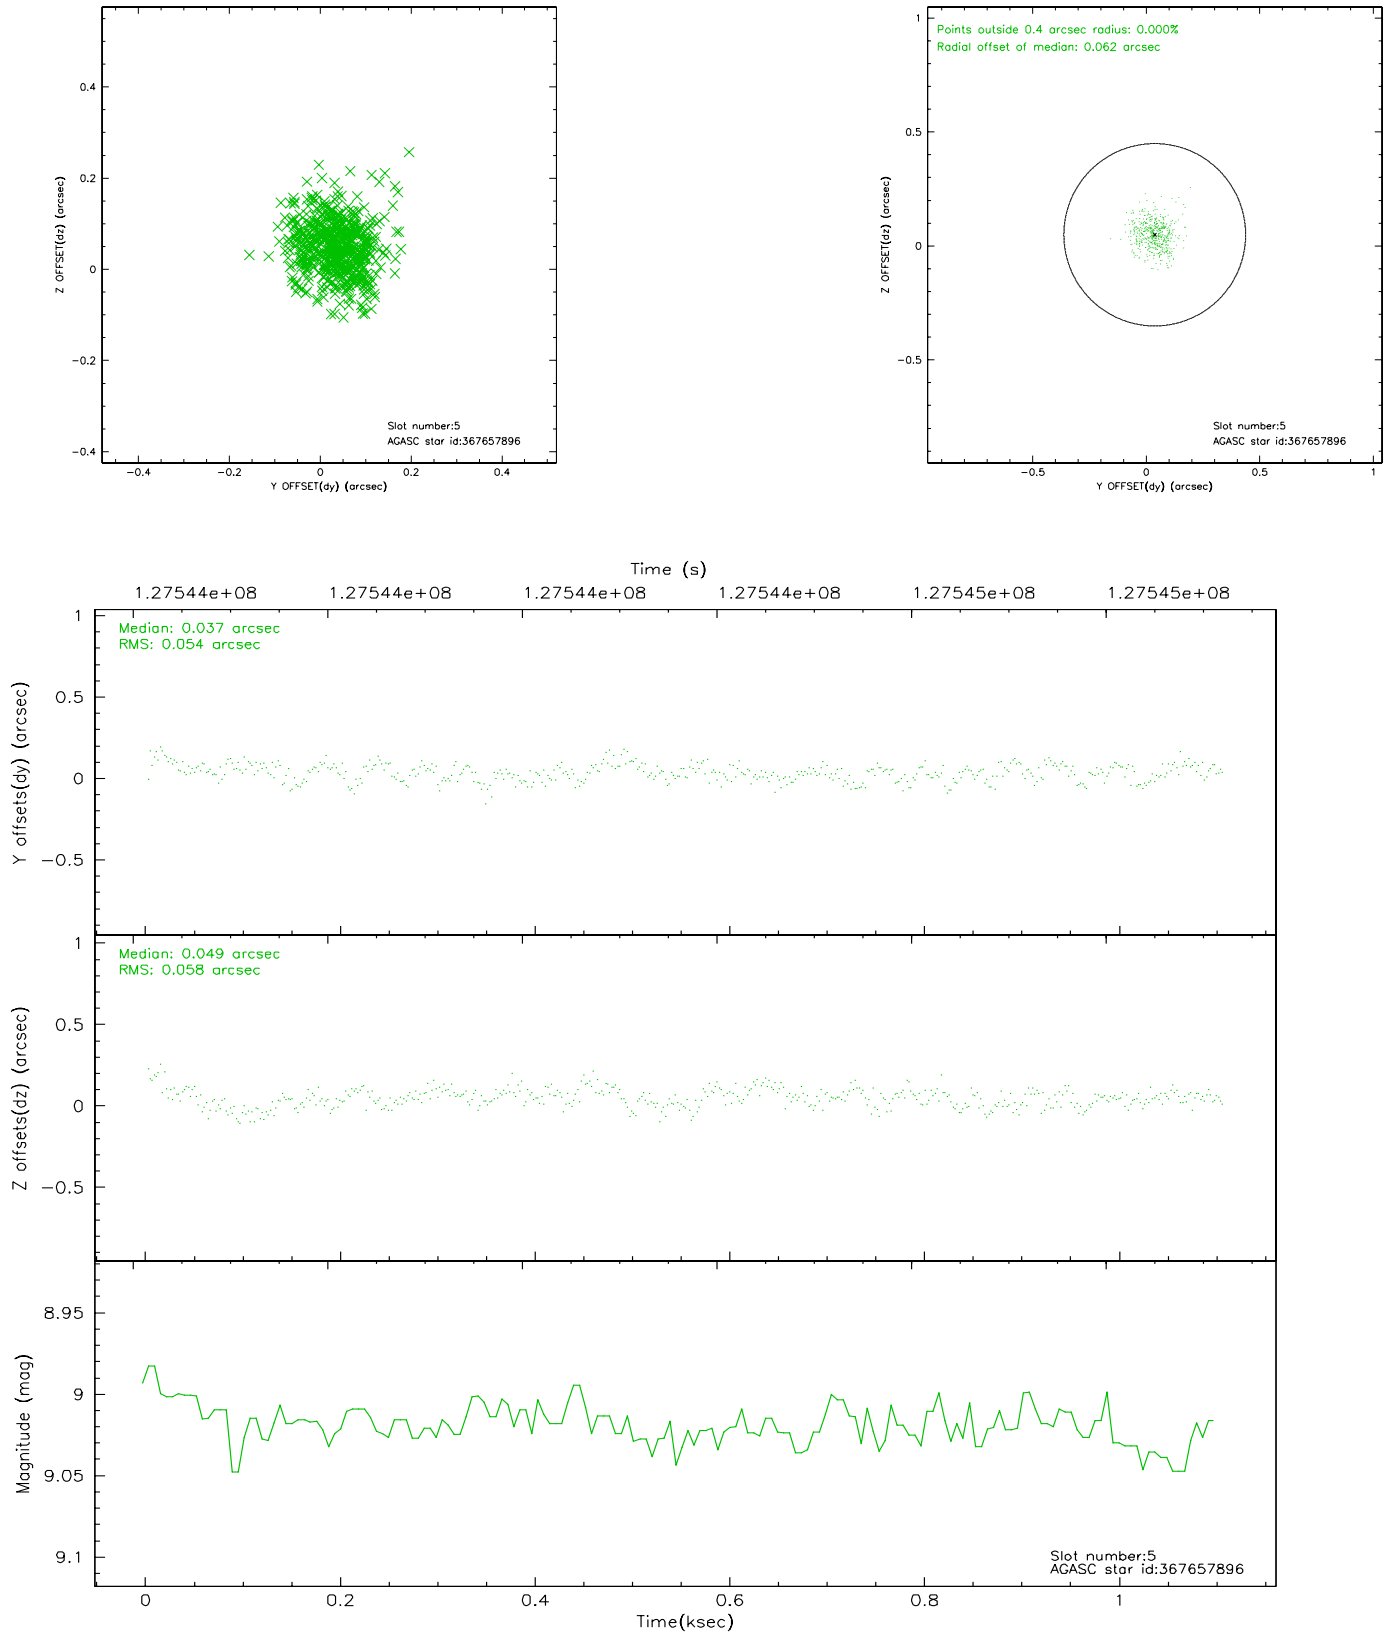 0.4
0.2
0
−0.2
−0.4
Z OFFSET(dz) (arcsec)
Slot number:5
AGASC star id:367657896
−0.4 −0.2 0 0.2 0.4
Y OFFSET(dy) (arcsec)
Points outside 0.4 arcsec radius: 0.000%
Radial offset of median: 0.062 arcsec
1
0.5
0
−0.5
Z OFFSET(dz) (arcsec)
Slot number:5
AGASC star id:367657896
−0.5 0 0.5 1
Y OFFSET(dy) (arcsec)
Time (s)
1.27544e+08 1.27544e+08 1.27544e+08 1.27544e+08 1.27545e+08 1.27545e+08
Median: 0.037 arcsec
RMS: 0.054 arcsec
1
0.5
0
−0.5
Y offsets(dy) (arcsec)
Median: 0.049 arcsec
RMS: 0.058 arcsec
1
0.5
0
−0.5
Z offsets(dz) (arcsec)
8.95
9
9.05
9.1
Magnitude (mag)
Slot number:5
AGASC star id:367657896
0 0.2 0.4 0.6 0.8 1
Time(ksec)